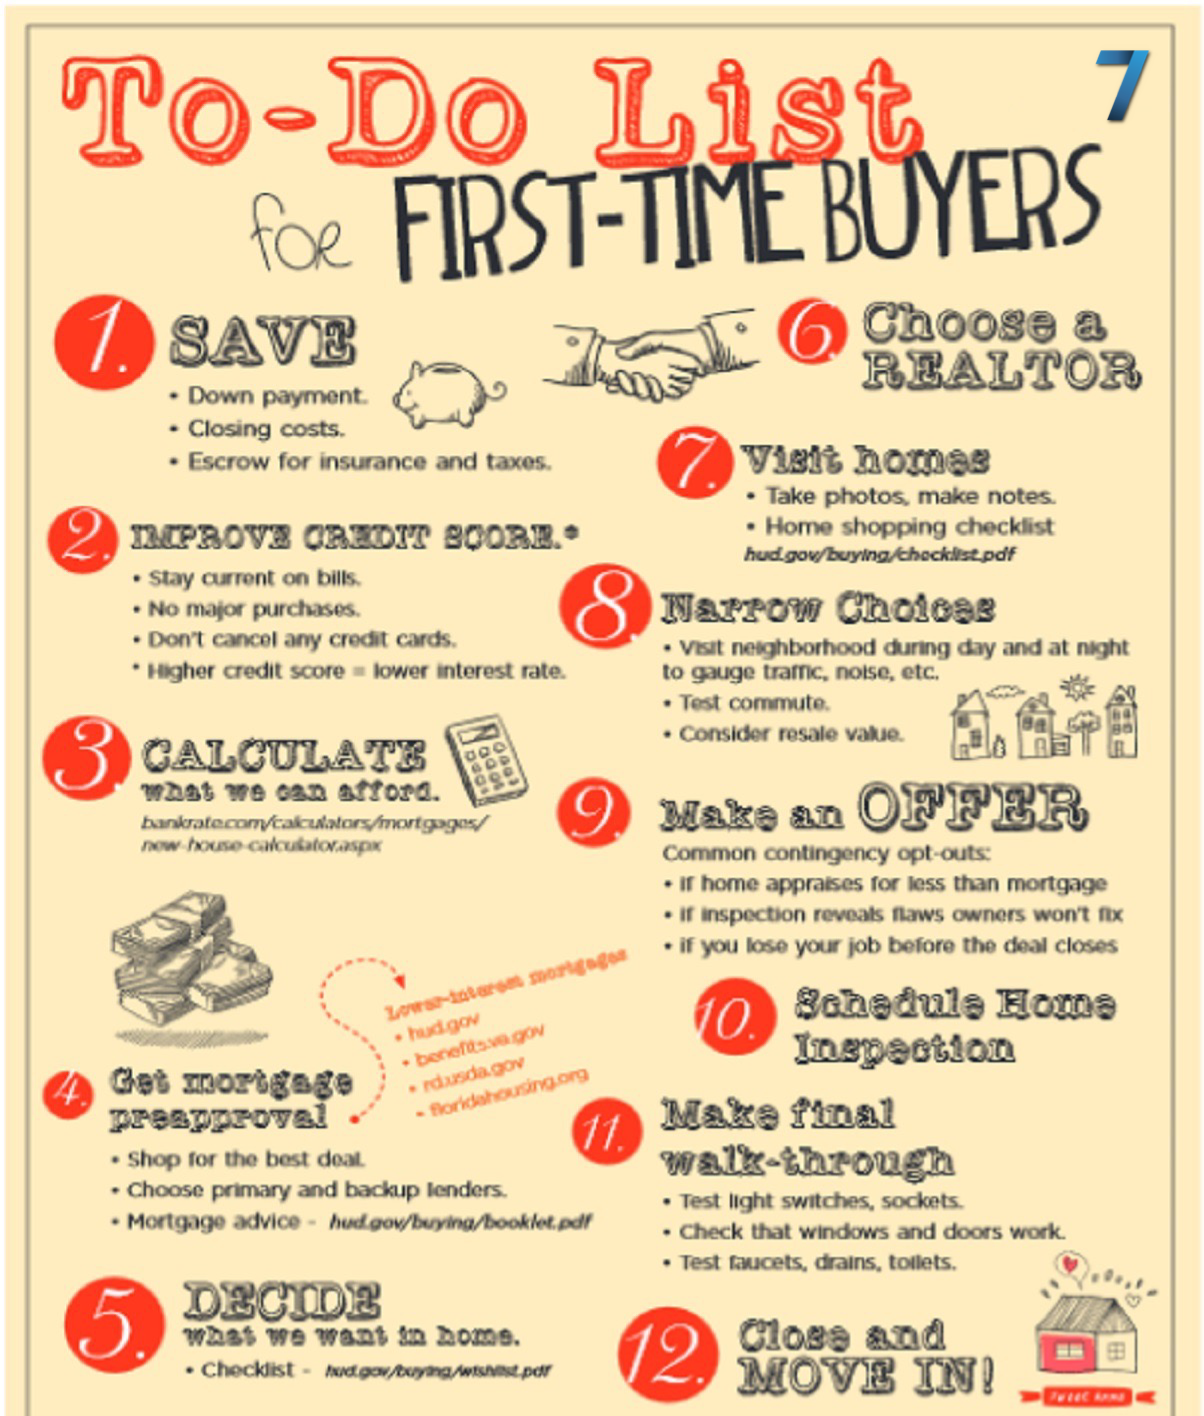 To-Do List
7
for FIRST-TIME BUYERS
1. SAVE
• Down payment.
• Closing costs.
• Escrow for insurance and taxes.
2. IMPROVE CREDIT SCORE.*
• Stay current on bills.
• No major purchases.
• Don't cancel any credit cards.
* Higher credit score = lower interest rate.
3. CALCULATE
what we can afford.
bankrate.com/calculators/mortgages/
new-house-calculator.aspx
4. Get mortgage
preapproval
Lower-interest mortgages
• hud.gov
• benefits.va.gov
• rd.usda.gov
• floridahousing.org
• Shop for the best deal.
• Choose primary and backup lenders.
• Mortgage advice - hud.gov/buying/booklet.pdf
5. DECIDE
what we want in home.
• Checklist - hud.gov/buying/wishlist.pdf
6. Choose a
REALTOR
7. Visit homes
• Take photos, make notes.
• Home shopping checklist
hud.gov/buying/checklist.pdf
8. Narrow Choices
• Visit neighborhood during day and at night
to gauge traffic, noise, etc.
• Test commute.
• Consider resale value.
9. Make an OFFER
Common contingency opt-outs:
• if home appraises for less than mortgage
• if inspection reveals flaws owners won't fix
• if you lose your job before the deal closes
10. Schedule Home
Inspection
11. Make final
walk-through
• Test light switches, sockets.
• Check that windows and doors work.
• Test faucets, drains, toilets.
12. Close and
MOVE IN!